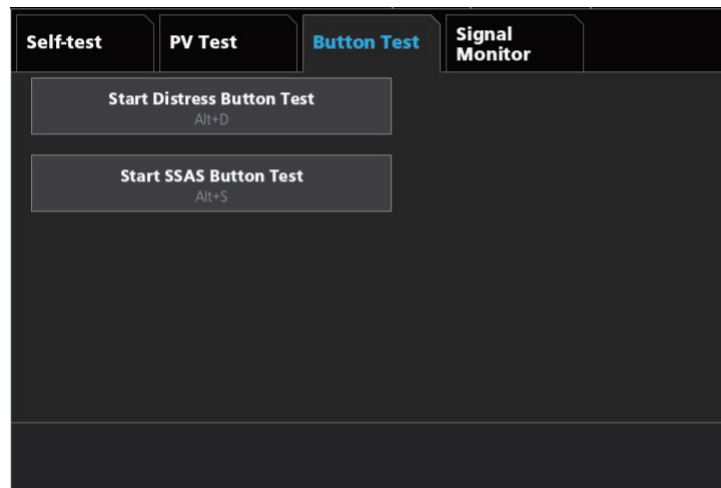 Self-test
PV Test
Button Test
Signal
Monitor
Start Distress Button Test
Alt+D
Start SSAS Button Test
Alt+S